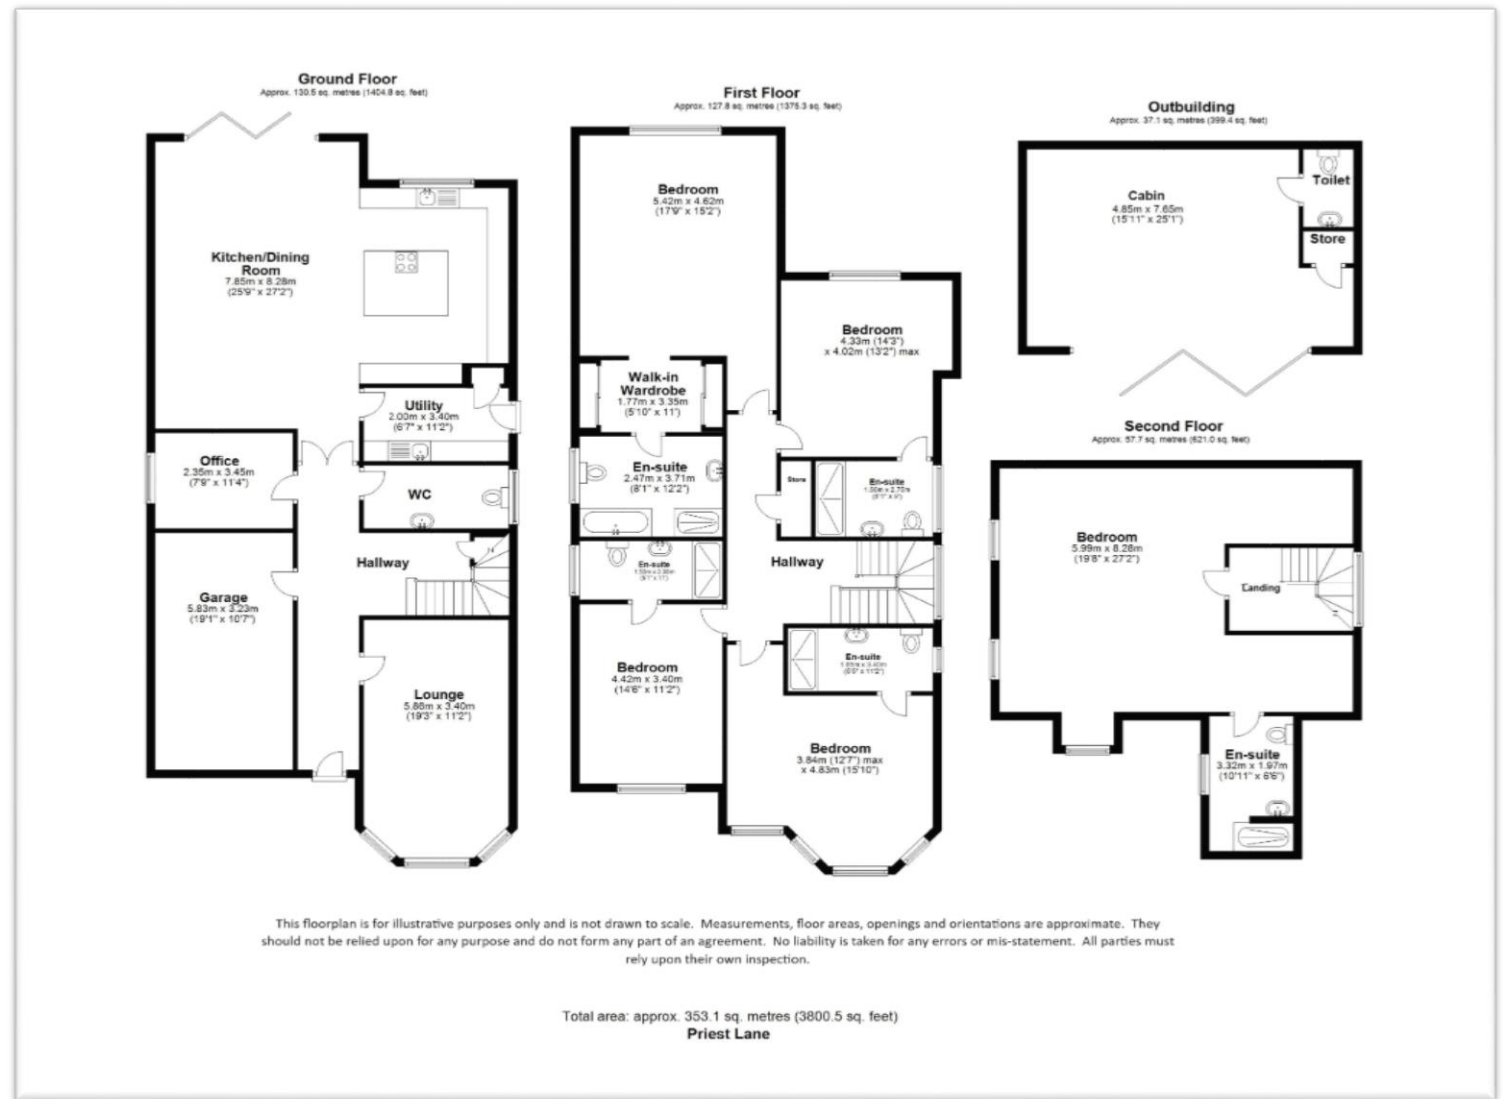 Ground Floor
Approx. 130.5 sq. metres (1404.8 sq. feet)
Kitchen/Dining
Room
7.85m x 8.28m
(25'9" x 27'2")
Utility
2.00m x 3.40m
(6'7" x 11'2")
Office
2.35m x 3.45m
(7'9" x 11'4")
WC
Hallway
Garage
5.83m x 3.23m
(19'1" x 10'7")
Lounge
5.86m x 3.40m
(19'3" x 11'2")
First Floor
Approx. 127.8 sq. metres (1375.3 sq. feet)
Bedroom
5.42m x 4.62m
(17'9" x 15'2")
Bedroom
4.33m (14'3")
x 4.02m (13'2") max
Walk-in
Wardrobe
1.77m x 3.35m
(5'10" x 11')
En-suite
2.47m x 3.71m
(8'1" x 12'2")
Store
En-suite
En-suite
Hallway
En-suite
Bedroom
4.42m x 3.40m
(14'6" x 11'2")
Bedroom
3.84m (12'7") max
x 4.83m (15'10")
Outbuilding
Approx. 37.1 sq. metres (399.4 sq. feet)
Cabin
4.85m x 7.65m
(15'11" x 25'1")
Toilet
Store
Second Floor
Approx. 57.7 sq. metres (621.0 sq. feet)
Bedroom
5.99m x 8.28m
(19'8" x 27'2")
Landing
En-suite
3.32m x 1.97m
(10'11" x 6'6")
This floorplan is for illustrative purposes only and is not drawn to scale. Measurements, floor areas, openings and orientations are approximate. They
should not be relied upon for any purpose and do not form any part of an agreement. No liability is taken for any errors or mis-statement. All parties must
rely upon their own inspection.
Total area: approx. 353.1 sq. metres (3800.5 sq. feet)
Priest Lane